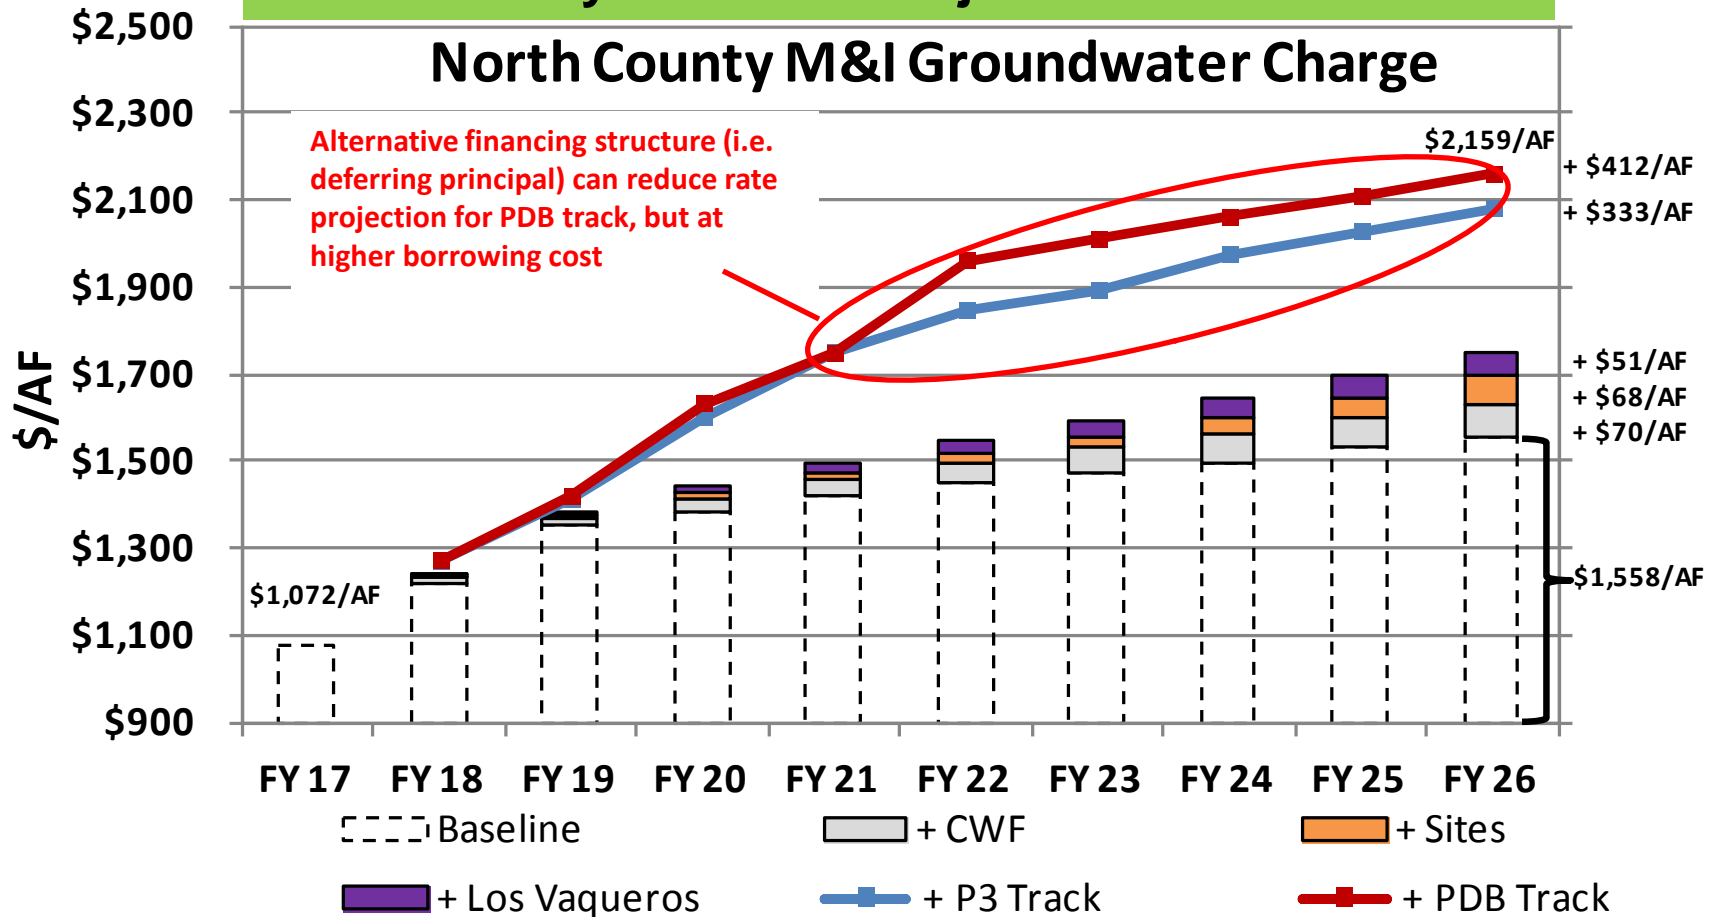 North County M&I Groundwater Charge
$2,500
$2,300
$2,100
$1,900
$1,700
$1,500
$1,300
$1,100
$900
$/AF
Alternative financing structure (i.e.
deferring principal) can reduce rate
projection for PDB track, but at
higher borrowing cost
$2,159/AF
+ $412/AF
+ $333/AF
+ $51/AF
+ $68/AF
+ $70/AF
$1,558/AF
$1,072/AF
FY 17 FY 18 FY 19 FY 20 FY 21 FY 22 FY 23 FY 24 FY 25 FY 26
Baseline + CWF + Sites
+ Los Vaqueros + P3 Track + PDB Track